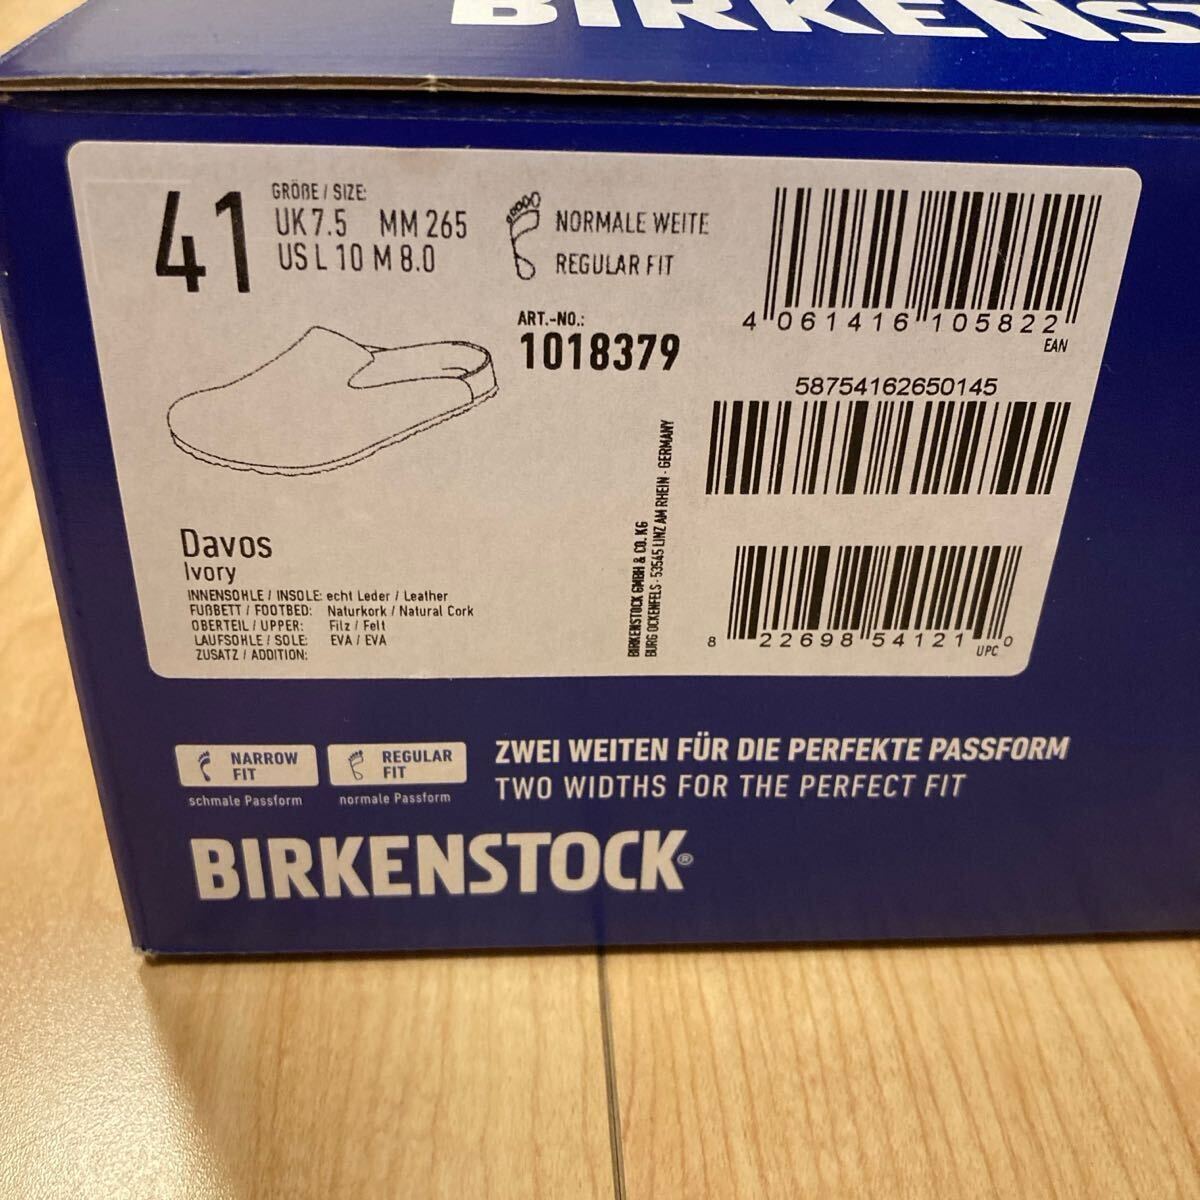 BIRKENST
41
GRÖßE / SIZE:
UK 7.5 MM 265
US L 10 M 8.0
NORMALE WEITE
REGULAR FIT
ART.-NO.:
1018379
4 061416 105822
EAN
58754162650145
8 22698 54121 0
UPC
BIRKENSTOCK GMBH & CO. KG
BURG OCKENFELS · 53545 LINZ AM RHEIN · GERMANY
Davos
Ivory
INNENSOHLE / INSOLE: echt Leder / Leather
FUßBETT / FOOTBED: Naturkork / Natural Cork
OBERTEIL / UPPER: Filz / Felt
LAUFSOHLE / SOLE: EVA / EVA
ZUSATZ / ADDITION:
NARROW FIT
schmale Passform
REGULAR FIT
normale Passform
ZWEI WEITEN FÜR DIE PERFEKTE PASSFORM
TWO WIDTHS FOR THE PERFECT FIT
BIRKENSTOCK®